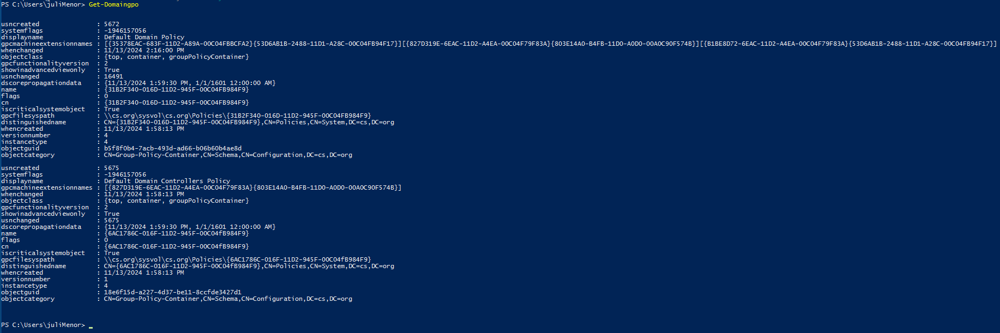 PS C:\Users\juliMenor> Get-Domaingpo
usncreated : 5672
systemflags : -1946157056
displayname : Default Domain Policy
gpcmachineextensionnames : [{35378EAC-683F-11D2-A89A-00C04FBBCFA2}{53D6AB1B-2488-11D1-A28C-00C04FB94F17}][{827D319E-6EAC-11D2-A4EA-00C04F79F83A}{803E14A0-B4FB-11D0-A0D0-00A0C90F574B}][{B1BE8D72-6EAC-11D2-A4EA-00C04F79F83A}{53D6AB1B-2488-11D1-A28C-00C04FB94F17}]
whenchanged : 11/13/2024 2:16:00 PM
objectclass : {top, container, groupPolicyContainer}
gpcfunctionalityversion : 2
showinadvancedviewonly : True
usnchanged : 16491
dscorepropagationdata : {11/13/2024 1:59:30 PM, 1/1/1601 12:00:00 AM}
name : {31B2F340-016D-11D2-945F-00C04FB984F9}
flags : 0
cn : {31B2F340-016D-11D2-945F-00C04FB984F9}
iscriticalsystemobject : True
gpcfilesyspath : \\cs.org\sysvol\cs.org\Policies\{31B2F340-016D-11D2-945F-00C04FB984F9}
distinguishedname : CN={31B2F340-016D-11D2-945F-00C04FB984F9},CN=Policies,CN=System,DC=cs,DC=org
whencreated : 11/13/2024 1:58:13 PM
versionnumber : 4
instancetype : 4
objectguid : b5f8f0b4-7acb-493d-ad66-b06b60b4ae8d
objectcategory : CN=Group-Policy-Container,CN=Schema,CN=Configuration,DC=cs,DC=org
usncreated : 5675
systemflags : -1946157056
displayname : Default Domain Controllers Policy
gpcmachineextensionnames : [{827D319E-6EAC-11D2-A4EA-00C04F79F83A}{803E14A0-B4FB-11D0-A0D0-00A0C90F574B}]
whenchanged : 11/13/2024 1:58:13 PM
objectclass : {top, container, groupPolicyContainer}
gpcfunctionalityversion : 2
showinadvancedviewonly : True
usnchanged : 5675
dscorepropagationdata : {11/13/2024 1:59:30 PM, 1/1/1601 12:00:00 AM}
name : {6AC1786C-016F-11D2-945F-00C04fB984F9}
flags : 0
cn : {6AC1786C-016F-11D2-945F-00C04fB984F9}
iscriticalsystemobject : True
gpcfilesyspath : \\cs.org\sysvol\cs.org\Policies\{6AC1786C-016F-11D2-945F-00C04fB984F9}
distinguishedname : CN={6AC1786C-016F-11D2-945F-00C04fB984F9},CN=Policies,CN=System,DC=cs,DC=org
whencreated : 11/13/2024 1:58:13 PM
versionnumber : 1
instancetype : 4
objectguid : 18e6f15d-a227-4d37-be11-8ccfde3427d1
objectcategory : CN=Group-Policy-Container,CN=Schema,CN=Configuration,DC=cs,DC=org
PS C:\Users\juliMenor> _